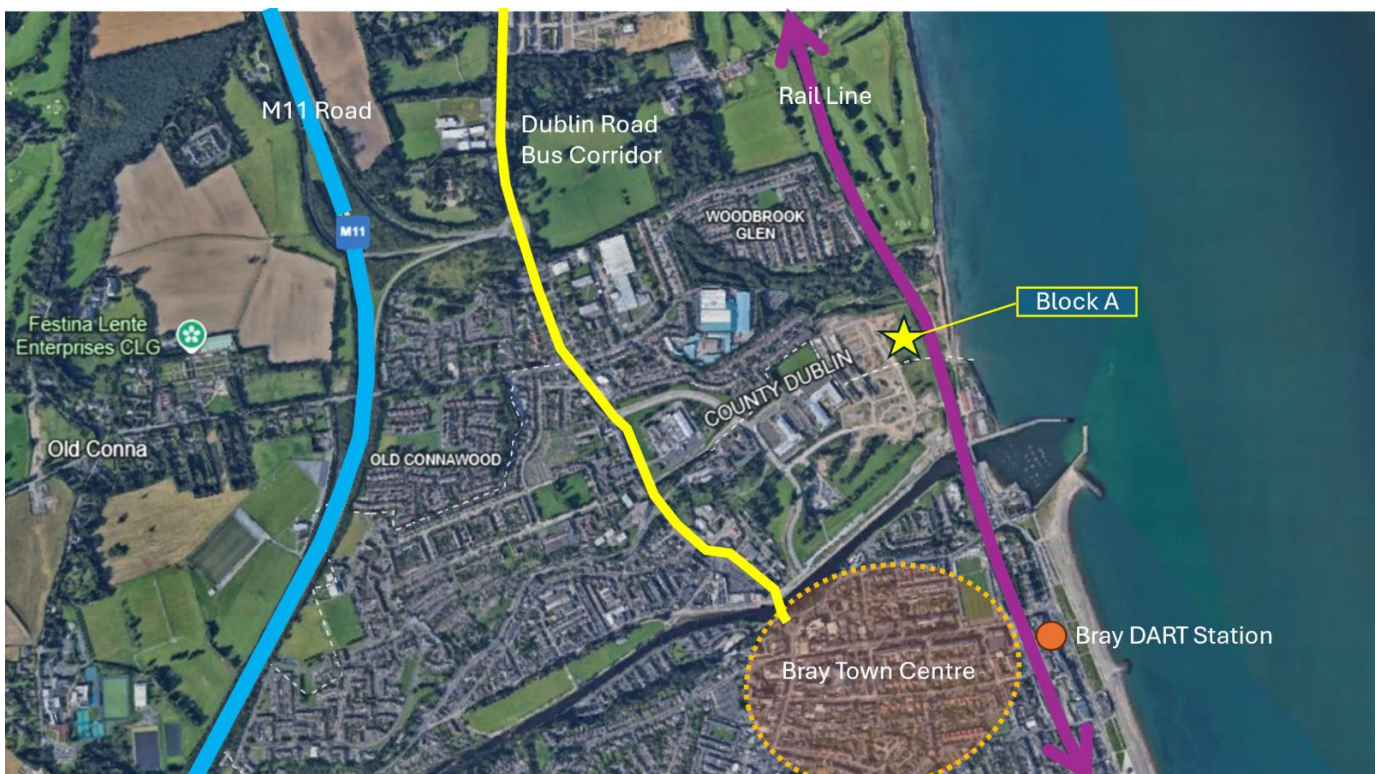 M11 Road
Rail Line
Dublin Road
Bus Corridor
WOODBROOK
GLEN
M11
Block A
Festina Lente
Enterprises CLG
COUNTY DUBLIN
Old Conna
OLD CONNAWOOD
Bray DART Station
Bray Town Centre